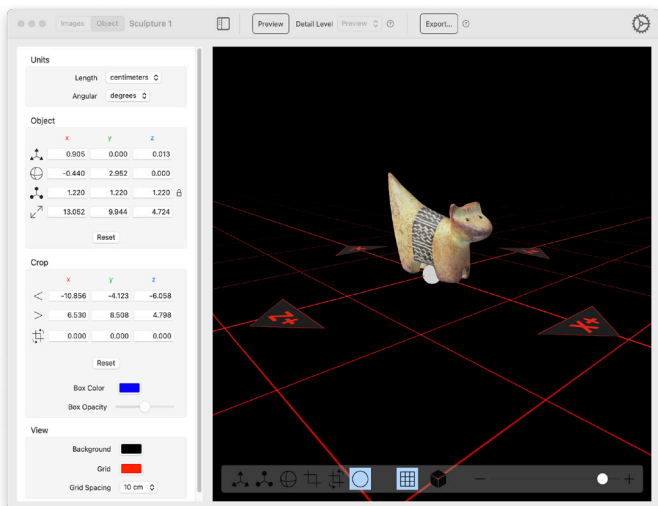 Images Object Sculpture 1 Preview Detail Level Preview Export...
Units
Length centimeters
Angular degrees
Object
x y z
0.905 0.000 0.013
-0.440 2.952 0.000
1.220 1.220 1.220
13.052 9.944 4.724
Reset
Crop
x y z
< -10.856 -4.123 -6.058
> 6.530 8.508 4.798
0.000 0.000 0.000
Reset
Box Color
Box Opacity
View
Background
Grid
Grid Spacing 10 cm
+Z
+X